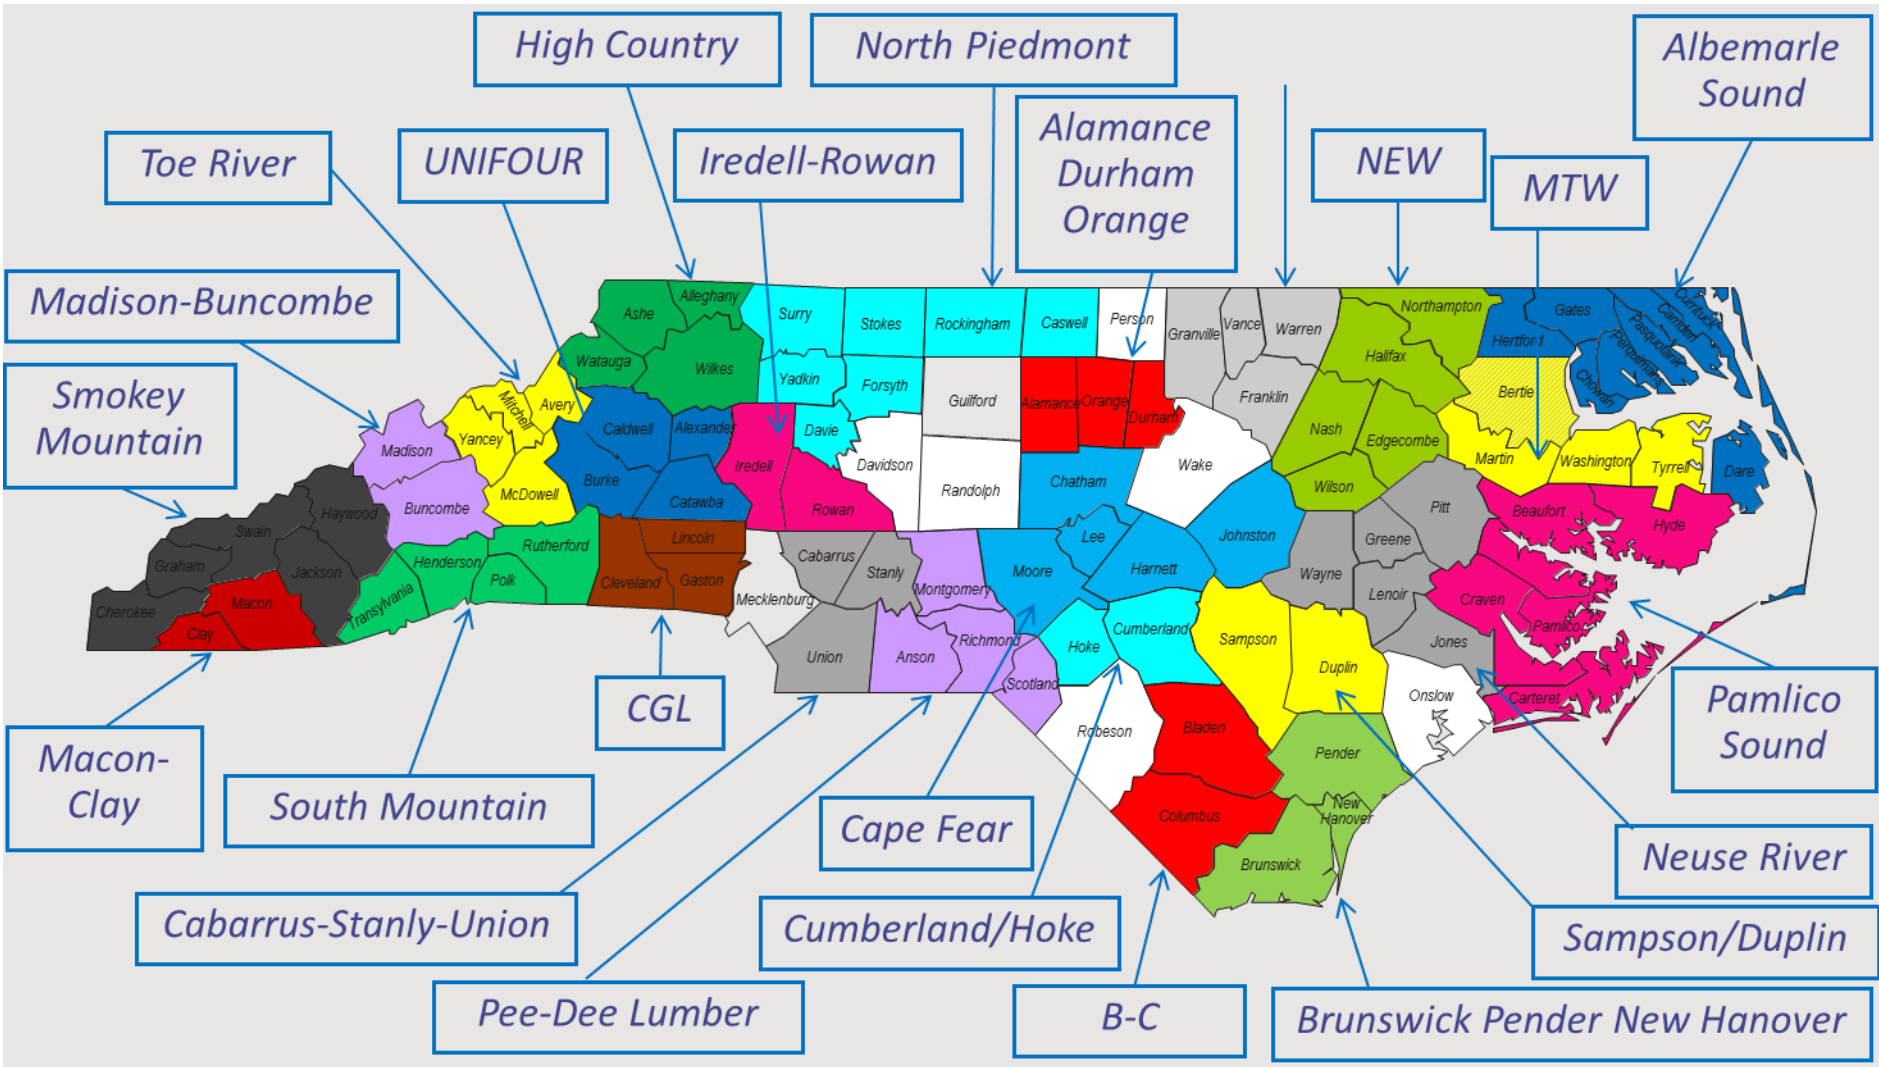 High Country
North Piedmont
Albemarle
Sound
Alamance
Durham
Orange
Toe River
UNIFOUR
Iredell-Rowan
NEW
MTW
Madison-Buncombe
Smokey
Mountain
Ashe
Alleghany
Surry
Stokes
Rockingham
Caswell
Person
Granville
Vance
Warren
Northampton
Hertford
Gates
Currituck
Camden
Pasquotank
Perquimans
Chowan
Watauga
Wilkes
Yadkin
Forsyth
Guilford
Alamance
Orange
Durham
Franklin
Halifax
Bertie
Mitchell
Avery
Caldwell
Alexander
Davie
Nash
Edgecombe
Madison
Yancey
Iredell
Davidson
Wake
Martin
Washington
Tyrrell
Dare
McDowell
Burke
Catawba
Rowan
Randolph
Chatham
Wilson
Buncombe
Haywood
Swain
Pitt
Beaufort
Hyde
Graham
Jackson
Henderson
Rutherford
Polk
Lincoln
Cleveland
Gaston
Cabarrus
Stanly
Montgomery
Moore
Lee
Harnett
Johnston
Wayne
Greene
Lenoir
Craven
Pamlico
Cherokee
Macon
Clay
Transylvania
Mecklenburg
Union
Anson
Richmond
Scotland
Hoke
Cumberland
Sampson
Duplin
Jones
Onslow
Carteret
Robeson
Bladen
Pender
Columbus
New
Hanover
Brunswick
CGL
Pamlico
Sound
Macon-
Clay
South Mountain
Cape Fear
Neuse River
Cabarrus-Stanly-Union
Cumberland/Hoke
Sampson/Duplin
Pee-Dee Lumber
B-C
Brunswick Pender New Hanover